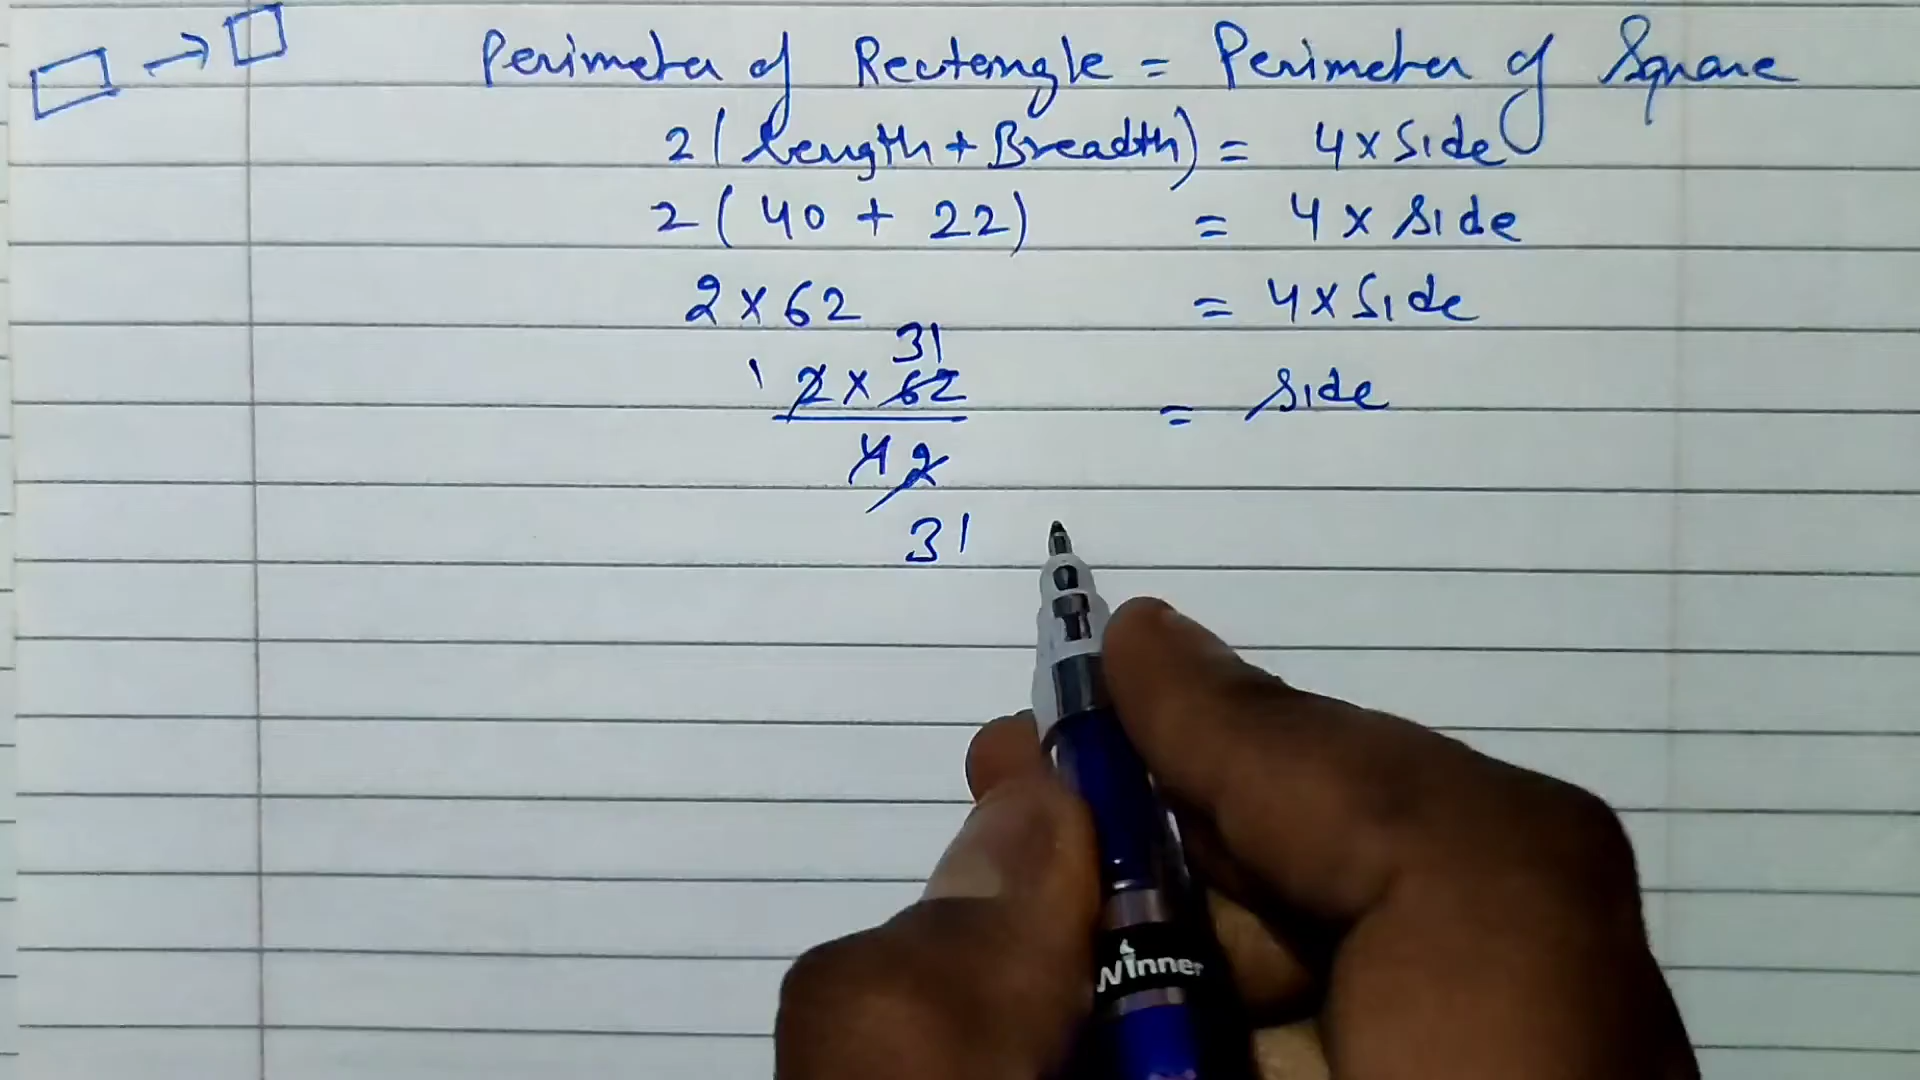 Perimeter of Rectangle = Perimeter of Square
2(length + Breadth) = 4 x side
2(40 + 22) = 4 x side
2 x 62 = 4 x side
31
1 2 x 62 = side
4 2
31
Winner